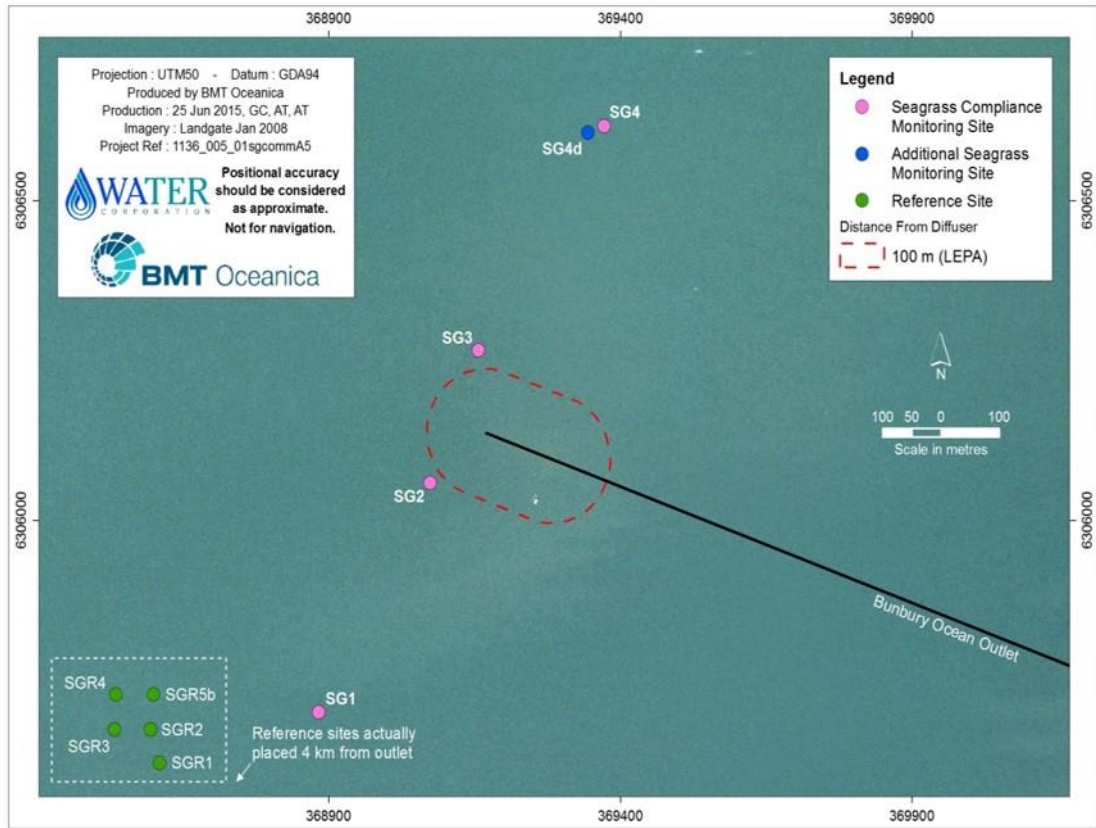 368900 369400 369900
Projection : UTM50 - Datum : GDA94
Produced by BMT Oceanica
Production : 25 Jun 2015, GC, AT, AT
Imagery : Landgate Jan 2008
Project Ref : 1136_005_01sgcommA5
WATER
CORPORATION
Positional accuracy
should be considered
as approximate.
Not for navigation.
BMT Oceanica
Legend
Seagrass Compliance
Monitoring Site
Additional Seagrass
Monitoring Site
Reference Site
Distance From Diffuser
100 m (LEPA)
SG4
SG4d
6306500 6306500
SG3
N
100 50 0 100
Scale in metres
SG2
6306000 6306000
Bunbury Ocean Outlet
SGR4 SGR5b
SG1
SGR3 SGR2
SGR1
Reference sites actually
placed 4 km from outlet
368900 369400 369900